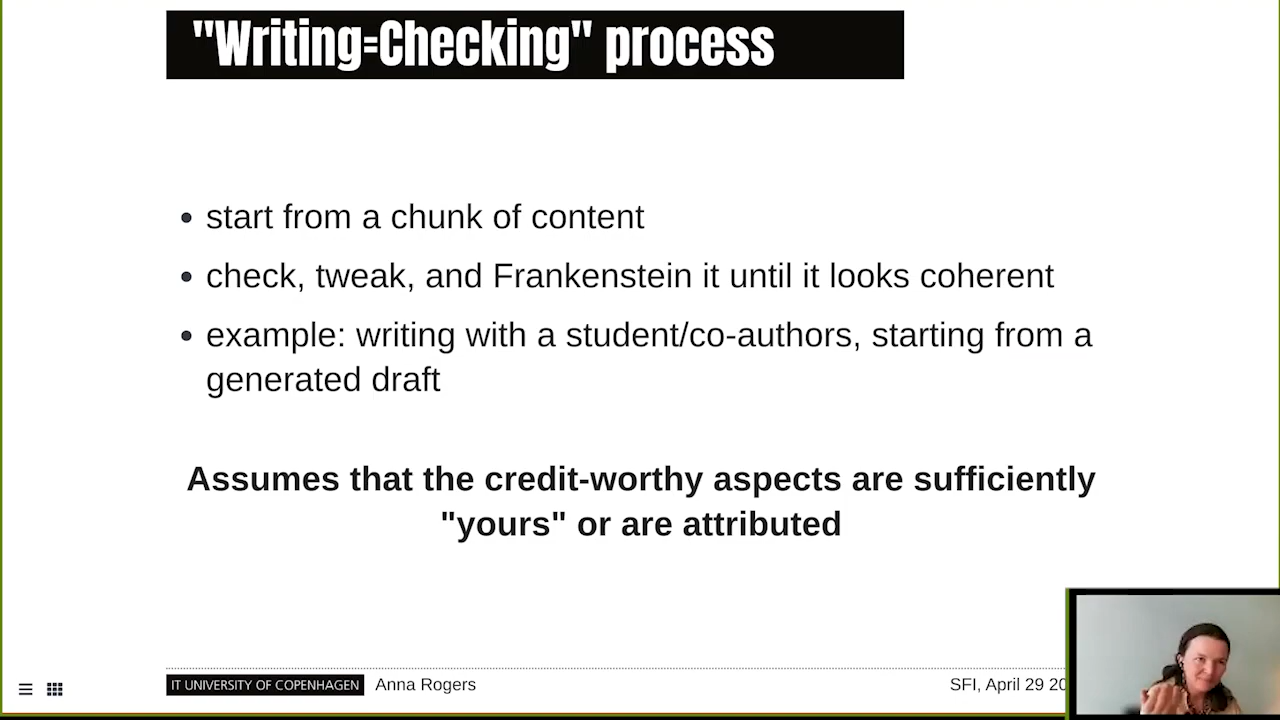 "Writing=Checking" process
• start from a chunk of content
• check, tweak, and Frankenstein it until it looks coherent
• example: writing with a student/co-authors, starting from a
generated draft
Assumes that the credit-worthy aspects are sufficiently
"yours" or are attributed
IT UNIVERSITY OF COPENHAGEN Anna Rogers SFI, April 29